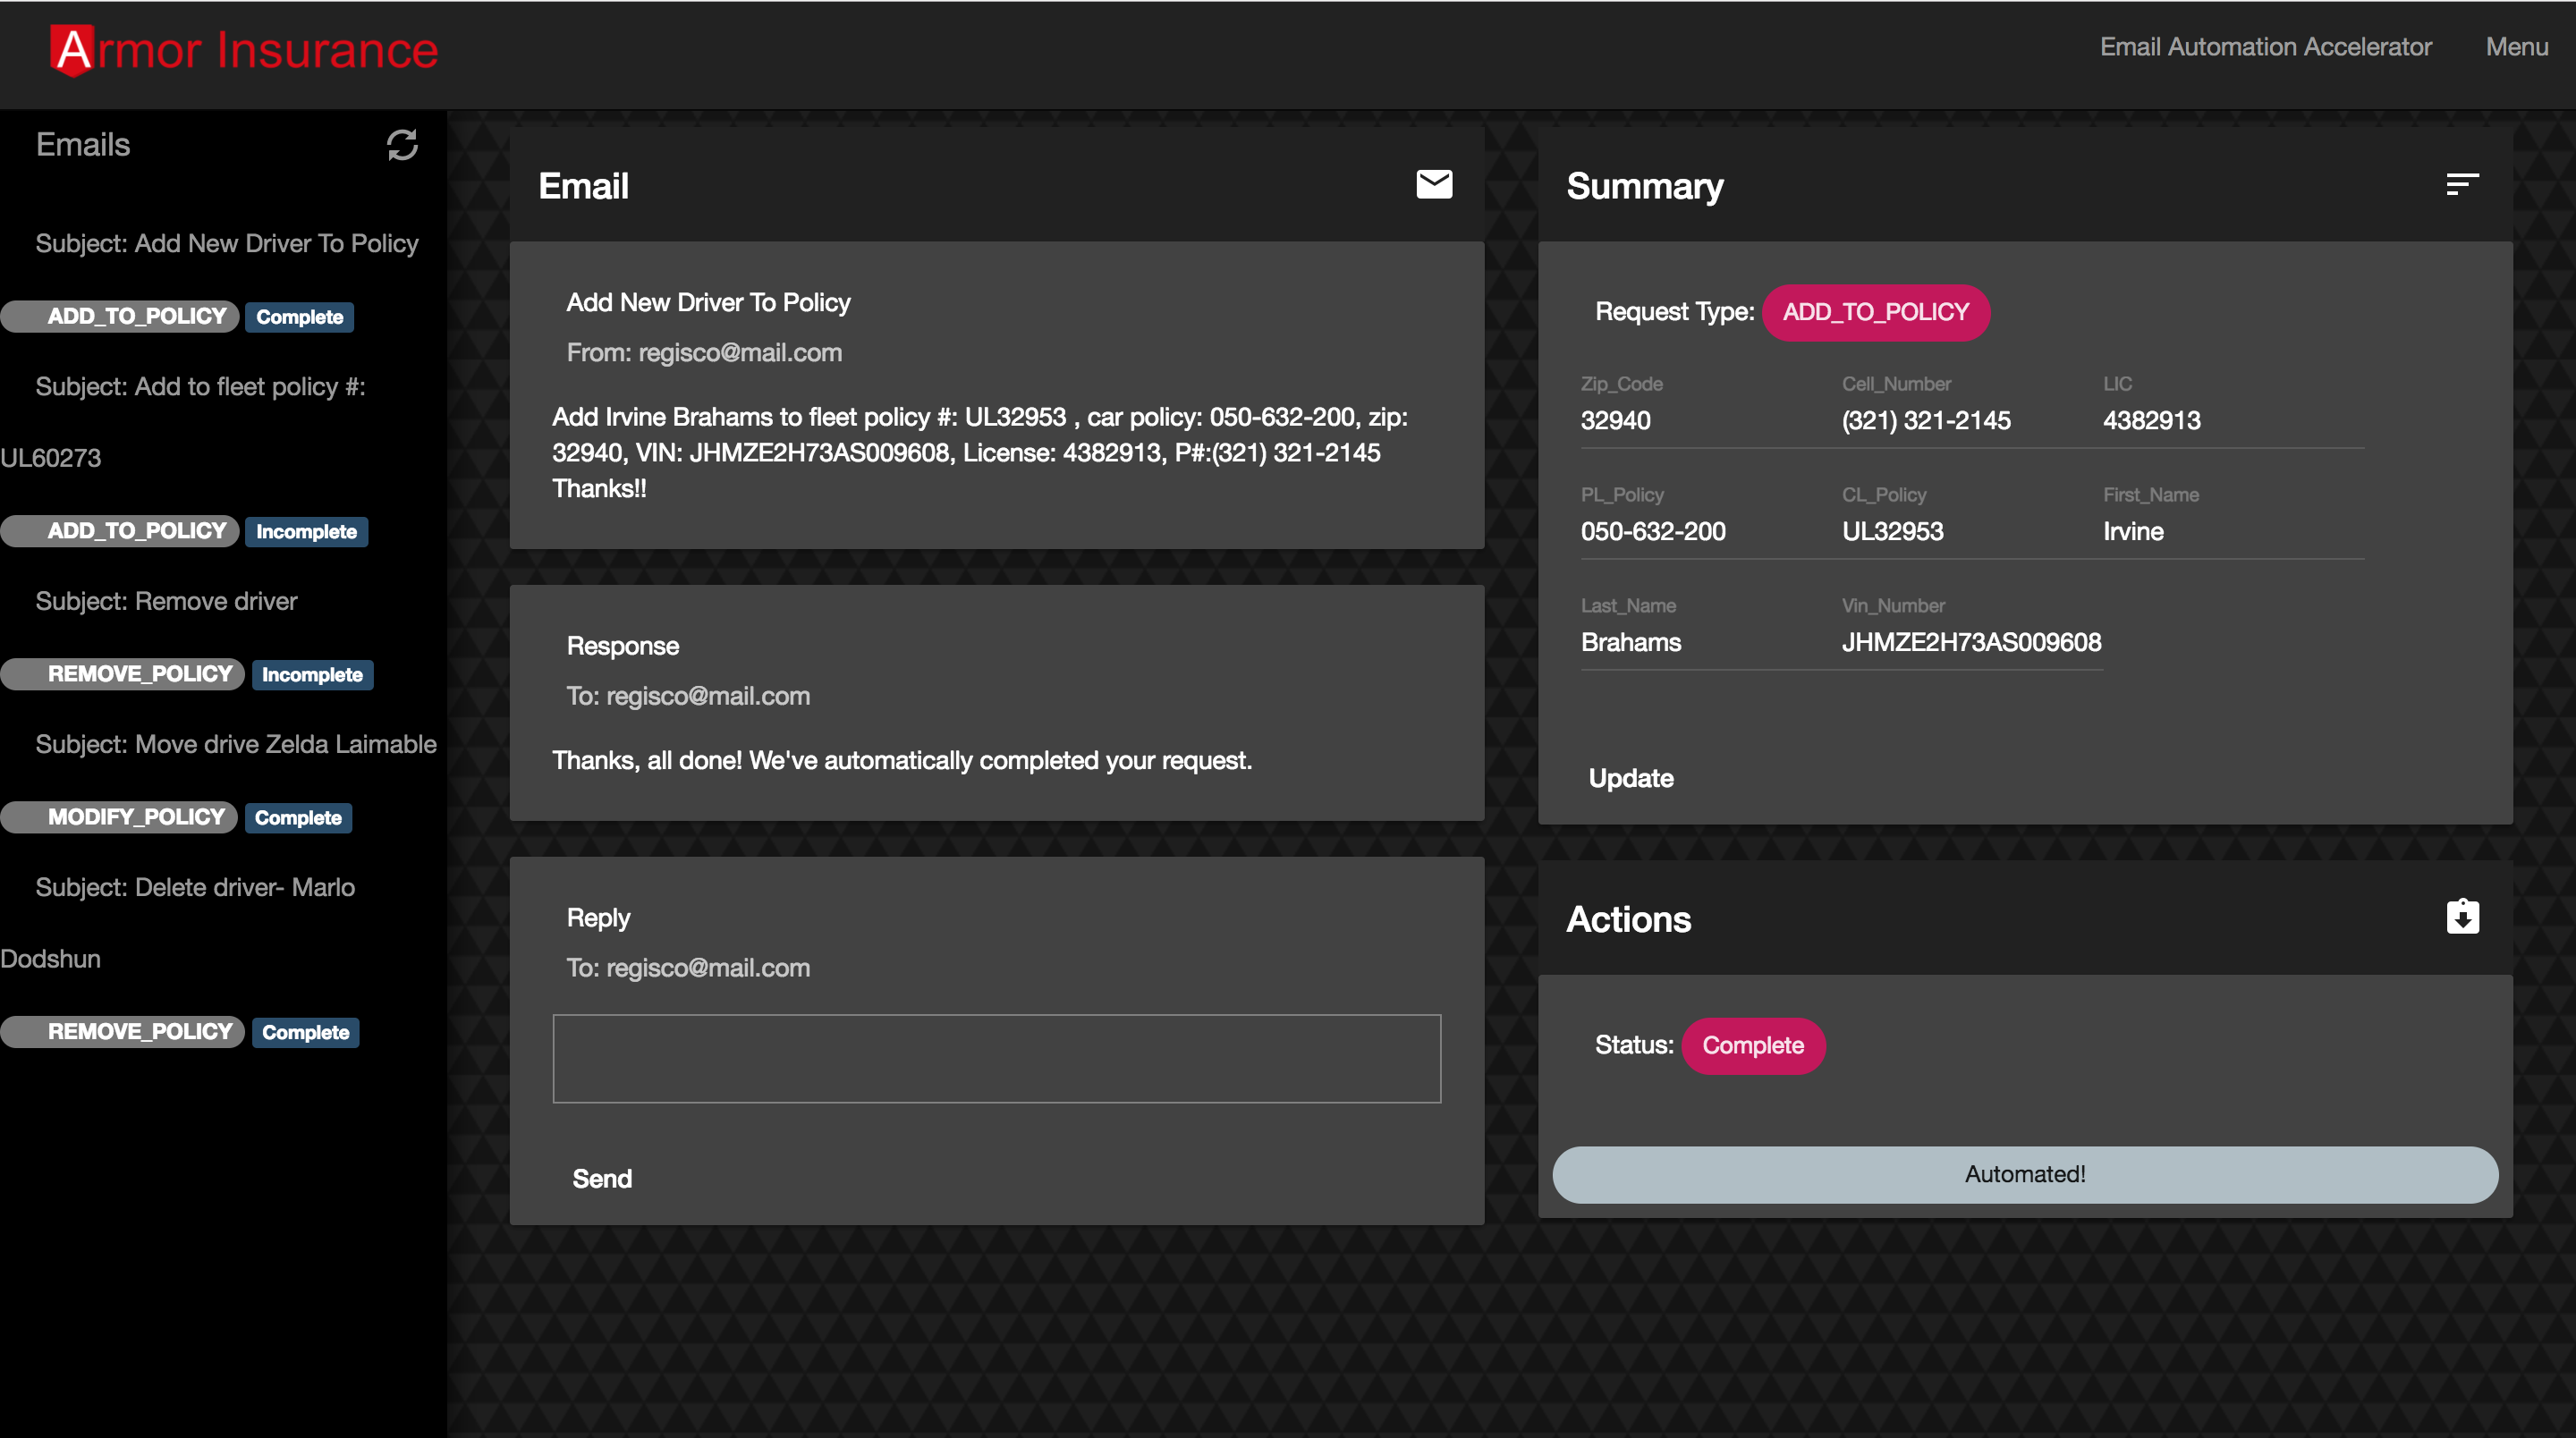 Armor Insurance
Email Automation Accelerator
Menu
Emails
Subject: Add New Driver To Policy
ADD_TO_POLICY Complete
Subject: Add to fleet policy #:
UL60273
ADD_TO_POLICY Incomplete
Subject: Remove driver
REMOVE_POLICY Incomplete
Subject: Move drive Zelda Laimable
MODIFY_POLICY Complete
Subject: Delete driver- Marlo
Dodshun
REMOVE_POLICY Complete
Email
Add New Driver To Policy
From: regisco@mail.com
Add Irvine Brahams to fleet policy #: UL32953 , car policy: 050-632-200, zip:
32940, VIN: JHMZE2H73AS009608, License: 4382913, P#:(321) 321-2145
Thanks!!
Response
To: regisco@mail.com
Thanks, all done! We've automatically completed your request.
Reply
To: regisco@mail.com
Send
Summary
Request Type: ADD_TO_POLICY
Zip_Code Cell_Number LIC
32940 (321) 321-2145 4382913
PL_Policy CL_Policy First_Name
050-632-200 UL32953 Irvine
Last_Name Vin_Number
Brahams JHMZE2H73AS009608
Update
Actions
Status: Complete
Automated!